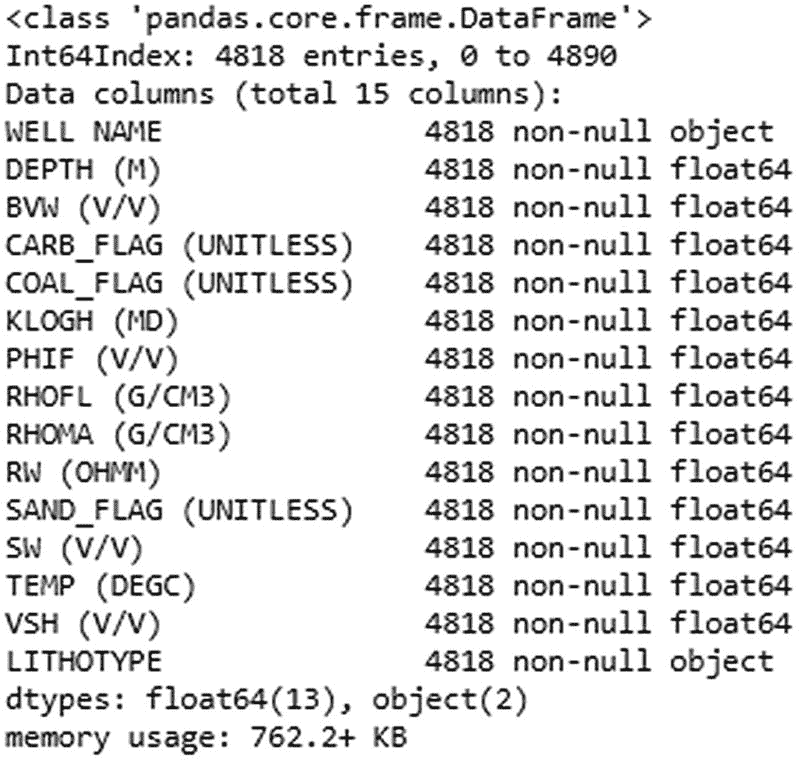 <class 'pandas.core.frame.DataFrame'>
Int64Index: 4818 entries, 0 to 4890
Data columns (total 15 columns):
WELL NAME                4818 non-null object
DEPTH (M)                4818 non-null float64
BVW (V/V)                4818 non-null float64
CARB_FLAG (UNITLESS)     4818 non-null float64
COAL_FLAG (UNITLESS)     4818 non-null float64
KLOGH (MD)               4818 non-null float64
PHIF (V/V)               4818 non-null float64
RHOFL (G/CM3)            4818 non-null float64
RHOMA (G/CM3)            4818 non-null float64
RW (OHMM)                4818 non-null float64
SAND_FLAG (UNITLESS)     4818 non-null float64
SW (V/V)                 4818 non-null float64
TEMP (DEGC)              4818 non-null float64
VSH (V/V)                4818 non-null float64
LITHOTYPE                4818 non-null object
dtypes: float64(13), object(2)
memory usage: 762.2+ KB